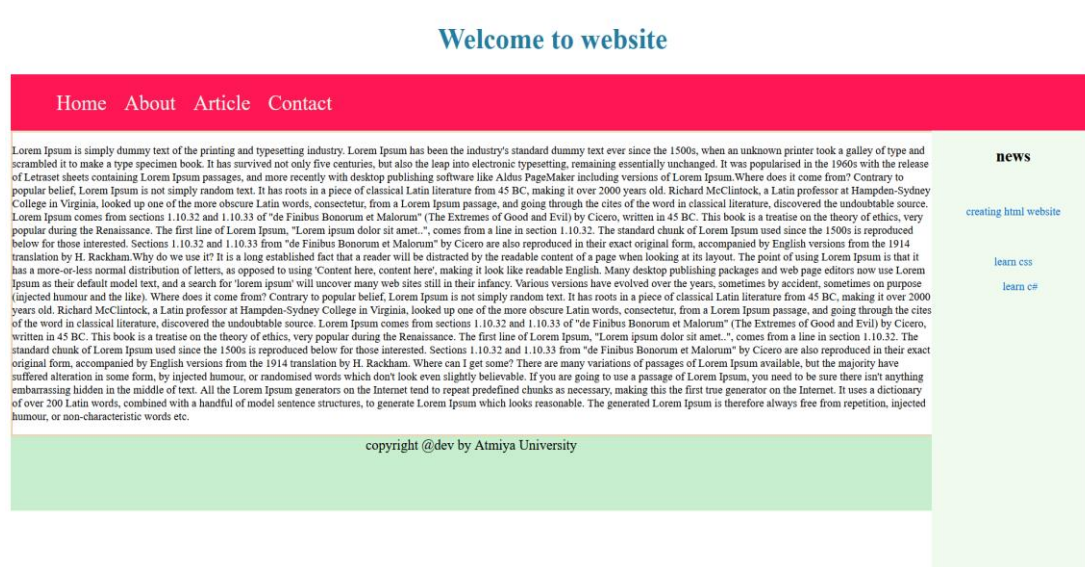 Welcome to website
Home About Article Contact
Lorem Ipsum is simply dummy text of the printing and typesetting industry. Lorem Ipsum has been the industry's standard dummy text ever since the 1500s, when an unknown printer took a galley of type and
scrambled it to make a type specimen book. It has survived not only five centuries, but also the leap into electronic typesetting, remaining essentially unchanged. It was popularised in the 1960s with the release
of Letraset sheets containing Lorem Ipsum passages, and more recently with desktop publishing software like Aldus PageMaker including versions of Lorem Ipsum.Where does it come from? Contrary to
popular belief, Lorem Ipsum is not simply random text. It has roots in a piece of classical Latin literature from 45 BC, making it over 2000 years old. Richard McClintock, a Latin professor at Hampden-Sydney
College in Virginia, looked up one of the more obscure Latin words, consectetur, from a Lorem Ipsum passage, and going through the cites of the word in classical literature, discovered the undoubtable source.
Lorem Ipsum comes from sections 1.10.32 and 1.10.33 of "de Finibus Bonorum et Malorum" (The Extremes of Good and Evil) by Cicero, written in 45 BC. This book is a treatise on the theory of ethics, very
popular during the Renaissance. The first line of Lorem Ipsum, "Lorem ipsum dolor sit amet..", comes from a line in section 1.10.32. The standard chunk of Lorem Ipsum used since the 1500s is reproduced
below for those interested. Sections 1.10.32 and 1.10.33 from "de Finibus Bonorum et Malorum" by Cicero are also reproduced in their exact original form, accompanied by English versions from the 1914
translation by H. Rackham.Why do we use it? It is a long established fact that a reader will be distracted by the readable content of a page when looking at its layout. The point of using Lorem Ipsum is that it
has a more-or-less normal distribution of letters, as opposed to using 'Content here, content here', making it look like readable English. Many desktop publishing packages and web page editors now use Lorem
Ipsum as their default model text, and a search for 'lorem ipsum' will uncover many web sites still in their infancy. Various versions have evolved over the years, sometimes by accident, sometimes on purpose
(injected humour and the like). Where does it come from? Contrary to popular belief, Lorem Ipsum is not simply random text. It has roots in a piece of classical Latin literature from 45 BC, making it over 2000
years old. Richard McClintock, a Latin professor at Hampden-Sydney College in Virginia, looked up one of the more obscure Latin words, consectetur, from a Lorem Ipsum passage, and going through the cites
of the word in classical literature, discovered the undoubtable source. Lorem Ipsum comes from sections 1.10.32 and 1.10.33 of "de Finibus Bonorum et Malorum" (The Extremes of Good and Evil) by Cicero,
written in 45 BC. This book is a treatise on the theory of ethics, very popular during the Renaissance. The first line of Lorem Ipsum, "Lorem ipsum dolor sit amet..", comes from a line in section 1.10.32. The
standard chunk of Lorem Ipsum used since the 1500s is reproduced below for those interested. Sections 1.10.32 and 1.10.33 from "de Finibus Bonorum et Malorum" by Cicero are also reproduced in their exact
original form, accompanied by English versions from the 1914 translation by H. Rackham. Where can I get some? There are many variations of passages of Lorem Ipsum available, but the majority have
suffered alteration in some form, by injected humour, or randomised words which don't look even slightly believable. If you are going to use a passage of Lorem Ipsum, you need to be sure there isn't anything
embarrassing hidden in the middle of text. All the Lorem Ipsum generators on the Internet tend to repeat predefined chunks as necessary, making this the first true generator on the Internet. It uses a dictionary
of over 200 Latin words, combined with a handful of model sentence structures, to generate Lorem Ipsum which looks reasonable. The generated Lorem Ipsum is therefore always free from repetition, injected
humour, or non-characteristic words etc.
news
creating html website
learn css
learn c#
copyright @dev by Atmiya University